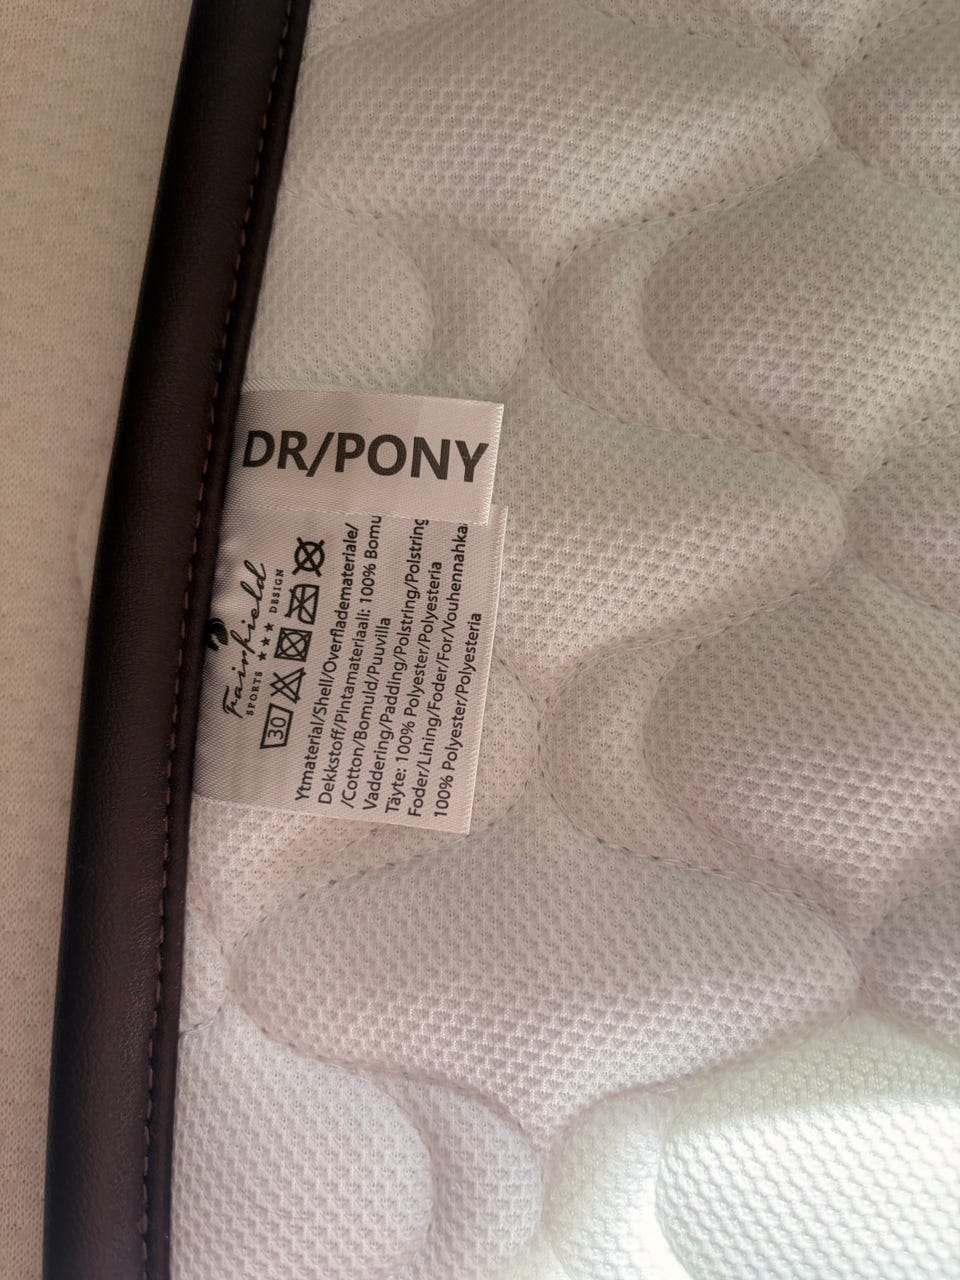 DR/PONY
Fairfield
SPORTS ★★★ DESIGN
30
Ytmaterial/Shell/Overflademateriale/
Dekkstoff/Pintamateriaali: 100% Bomu
/Cotton/Bomuld/Puuvilla
Vaddering/Padding/Polstring/Polstring
Täyte: 100% Polyester/Polyesteria
Foder/Lining/Foder/For/Vouhennahka
100% Polyester/Polyesteria